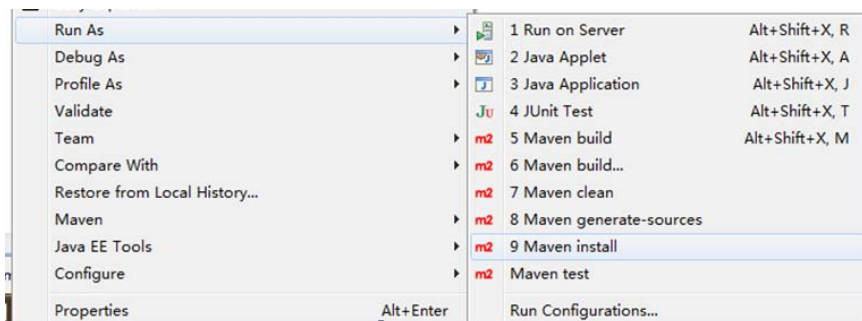 Run As
Debug As
Profile As
Validate
Team
Compare With
Restore from Local History...
Maven
Java EE Tools
Configure
Properties Alt+Enter
1 Run on Server Alt+Shift+X, R
2 Java Applet Alt+Shift+X, A
3 Java Application Alt+Shift+X, J
JU 4 JUnit Test Alt+Shift+X, T
m2 5 Maven build Alt+Shift+X, M
m2 6 Maven build...
m2 7 Maven clean
m2 8 Maven generate-sources
m2 9 Maven install
m2 Maven test
Run Configurations...